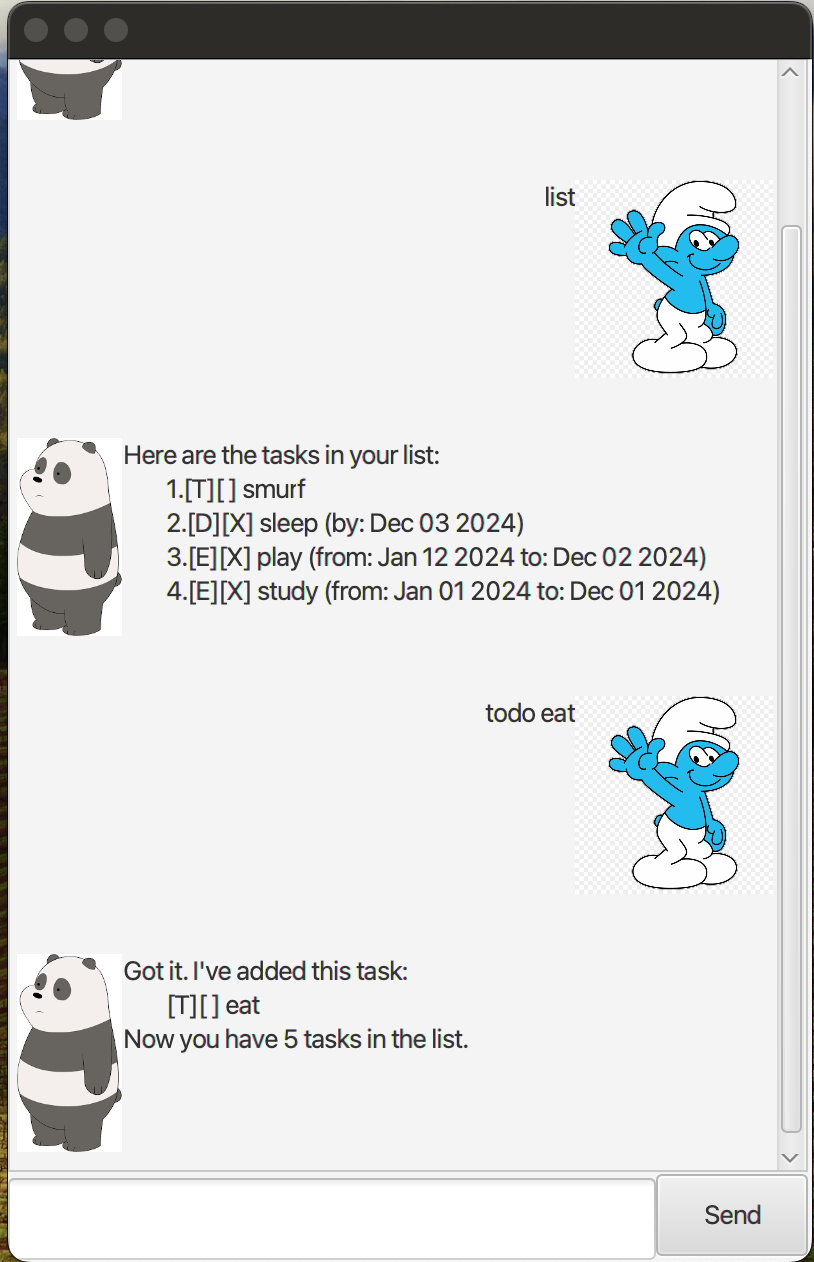 list
Here are the tasks in your list:
1.[T][ ] smurf
2.[D][X] sleep (by: Dec 03 2024)
3.[E][X] play (from: Jan 12 2024 to: Dec 02 2024)
4.[E][X] study (from: Jan 01 2024 to: Dec 01 2024)
todo eat
Got it. I've added this task:
[T][ ] eat
Now you have 5 tasks in the list.
Send